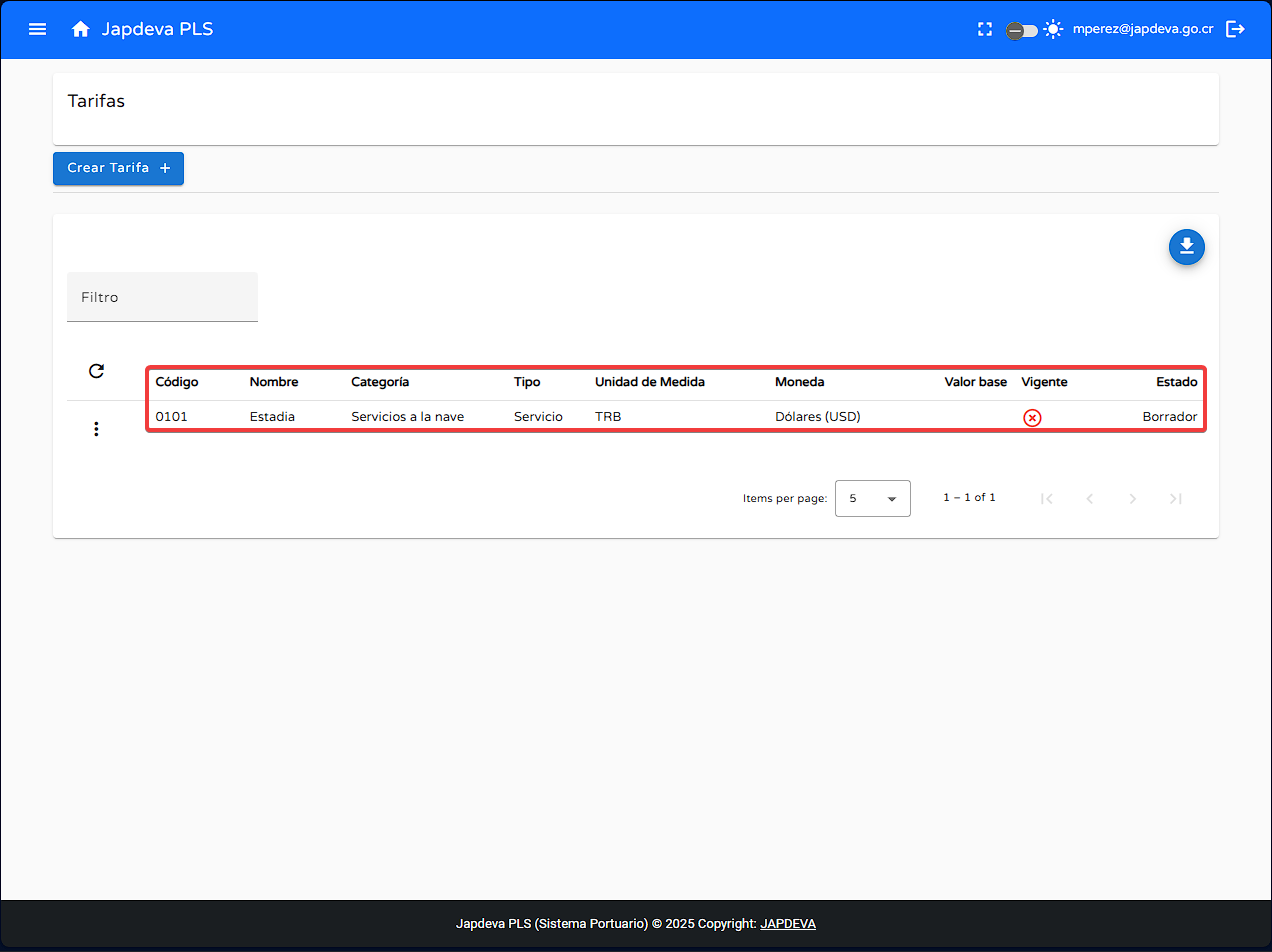 Japdeva PLS
mperez@japdeva.go.cr
Tarifas
Crear Tarifa +
Filtro
Código Nombre Categoría Tipo Unidad de Medida Moneda Valor base Vigente Estado
0101 Estadia Servicios a la nave Servicio TRB Dólares (USD) Borrador
Items per page: 5 1 – 1 of 1
Japdeva PLS (Sistema Portuario) © 2025 Copyright: JAPDEVA